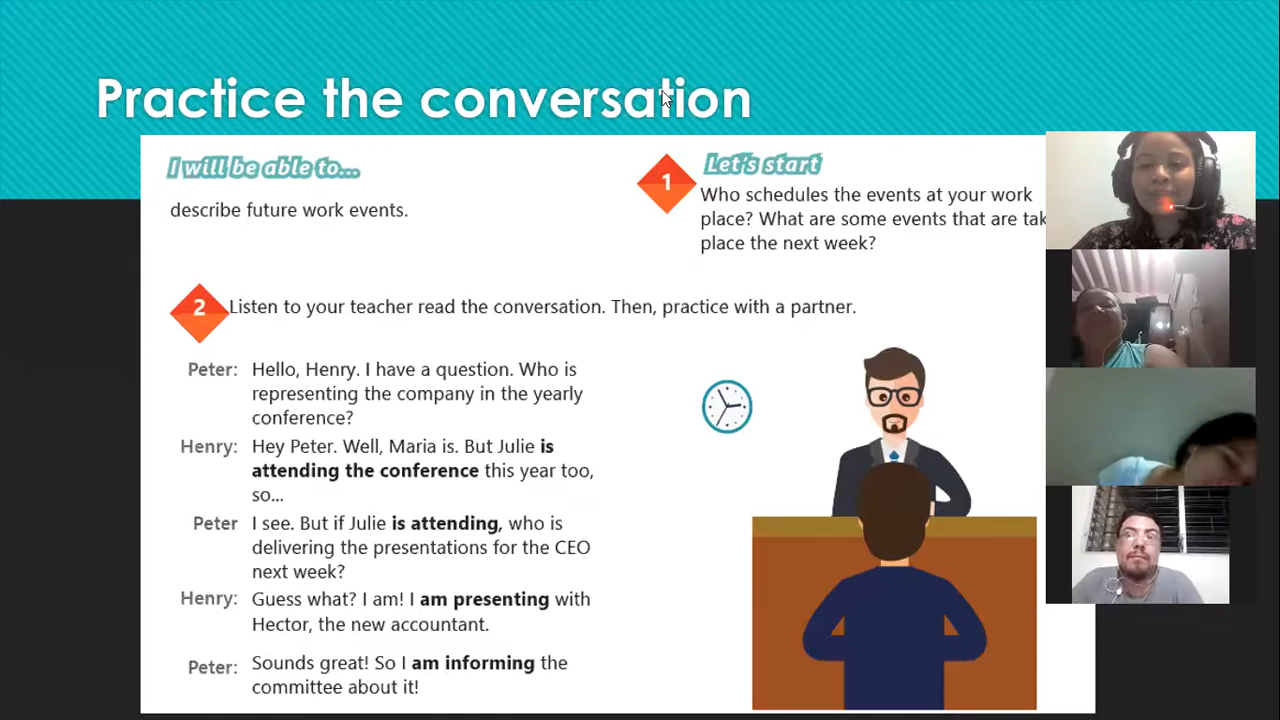 Practice the conversation
I will be able to...
describe future work events.
1
Let's start
Who schedules the events at your work
place? What are some events that are tak
place the next week?
2
Listen to your teacher read the conversation. Then, practice with a partner.
Peter: Hello, Henry. I have a question. Who is
representing the company in the yearly
conference?
Henry: Hey Peter. Well, Maria is. But Julie is
attending the conference this year too,
so...
Peter I see. But if Julie is attending, who is
delivering the presentations for the CEO
next week?
Henry: Guess what? I am! I am presenting with
Hector, the new accountant.
Peter: Sounds great! So I am informing the
committee about it!